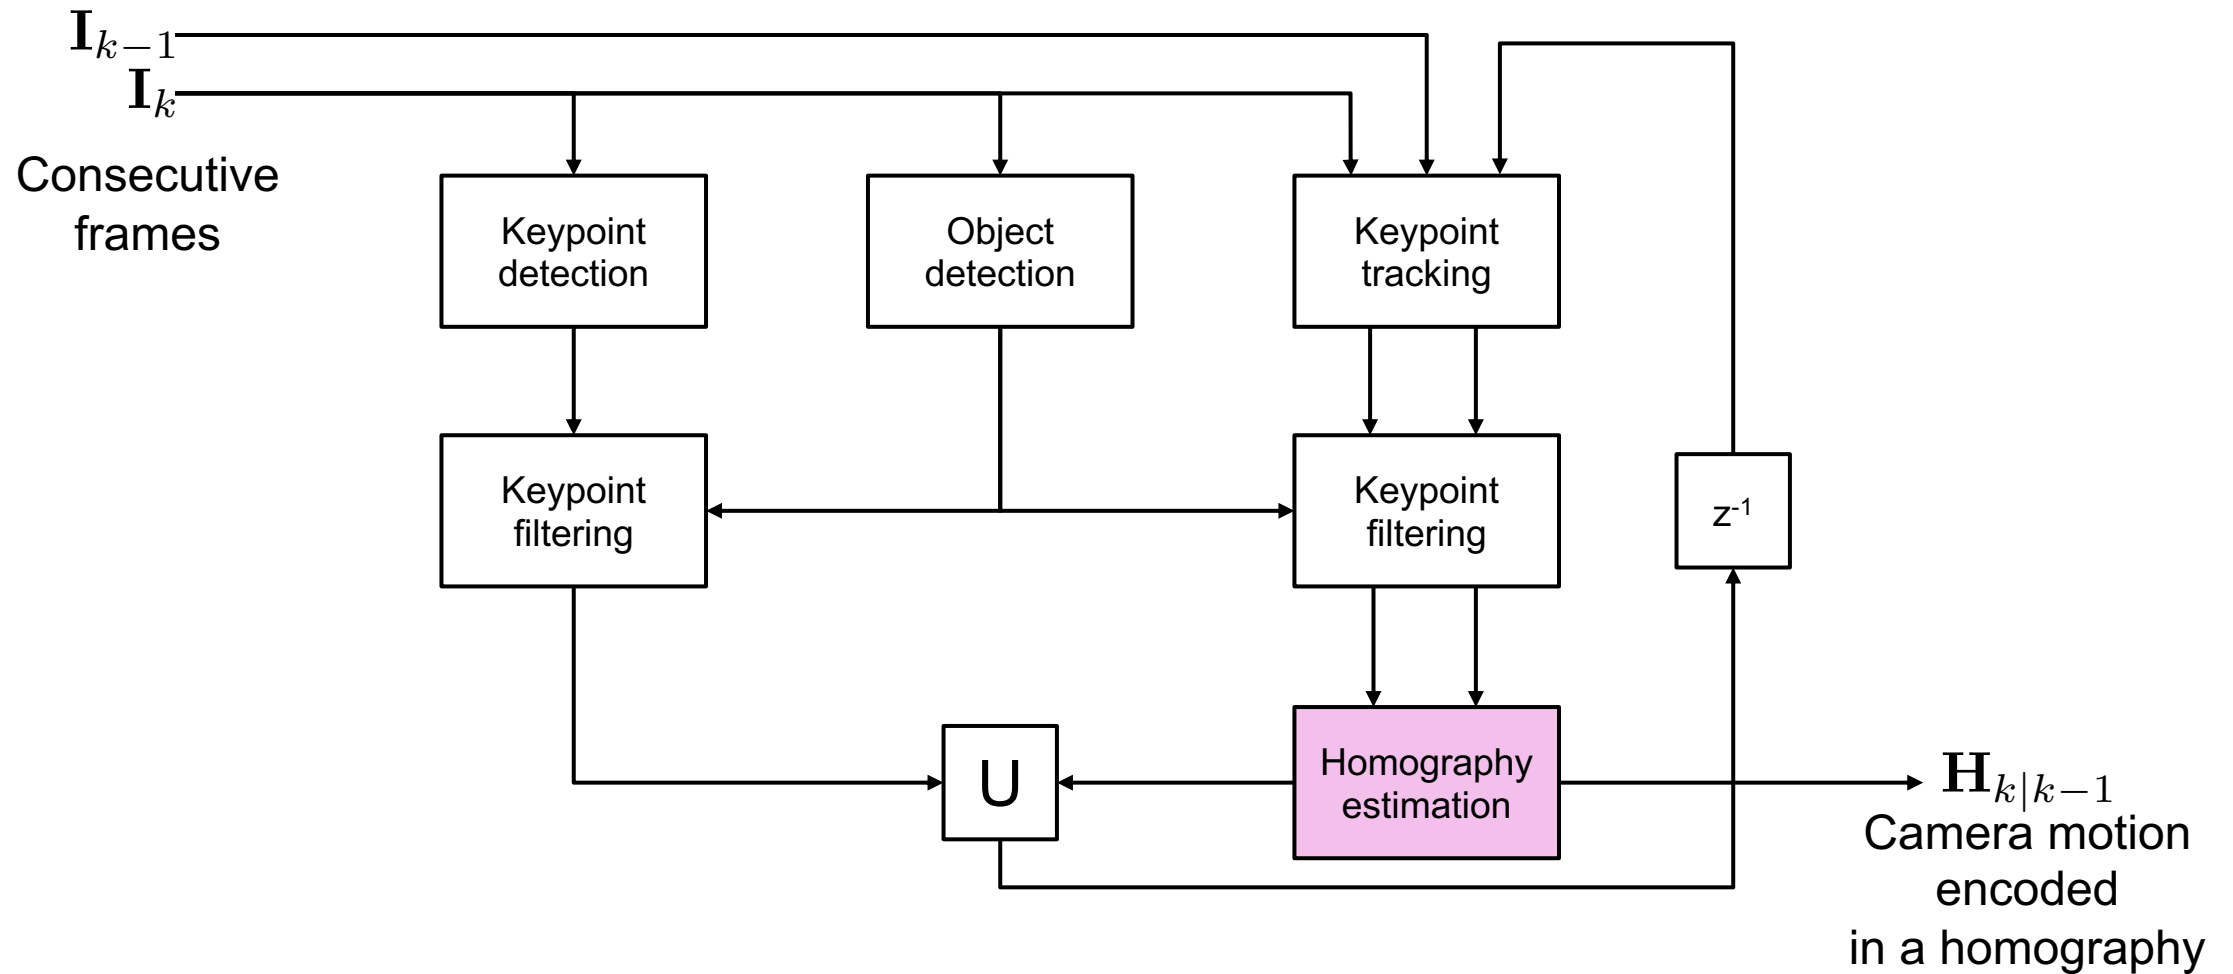 I_{k-1}
I_k
Consecutive
frames
Keypoint
detection
Object
detection
Keypoint
tracking
Keypoint
filtering
Keypoint
filtering
z^{-1}
U
Homography
estimation
H_{k|k-1}
Camera motion
encoded
in a homography